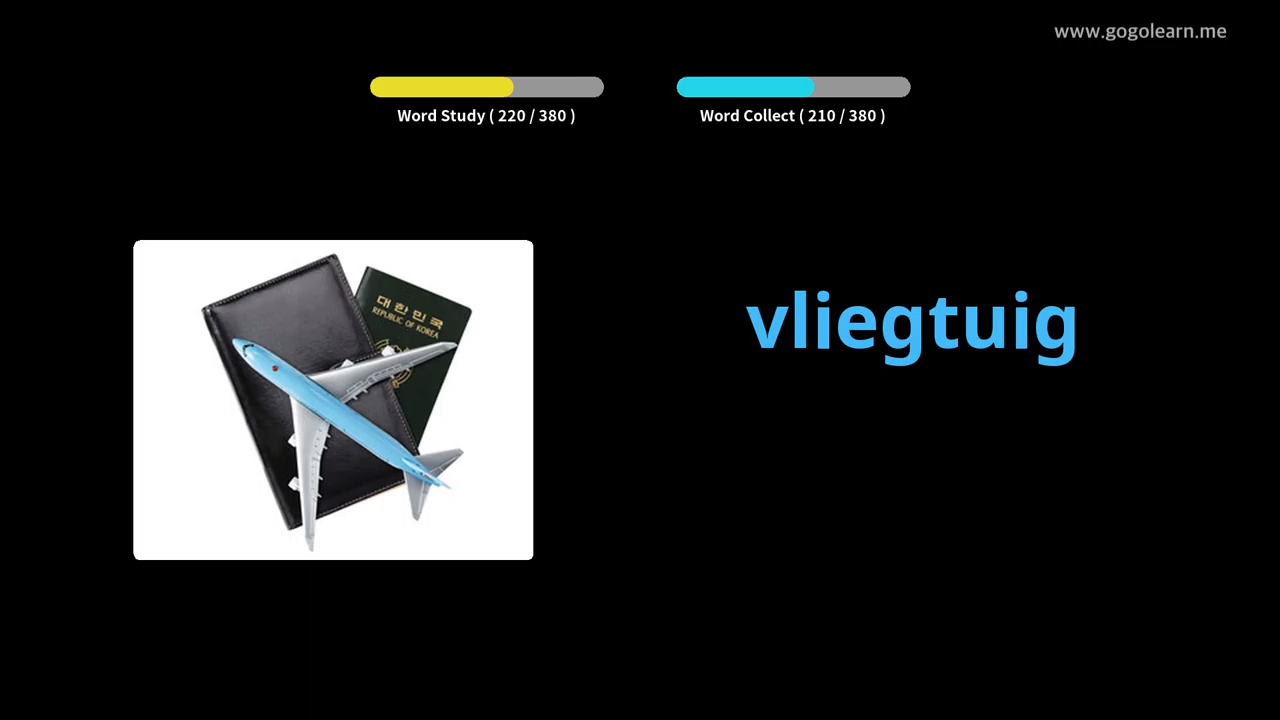 www.gogolearn.me
Word Study ( 220 / 380 )
Word Collect ( 210 / 380 )
대한민국
REPUBLIC OF KOREA
vliegtuig